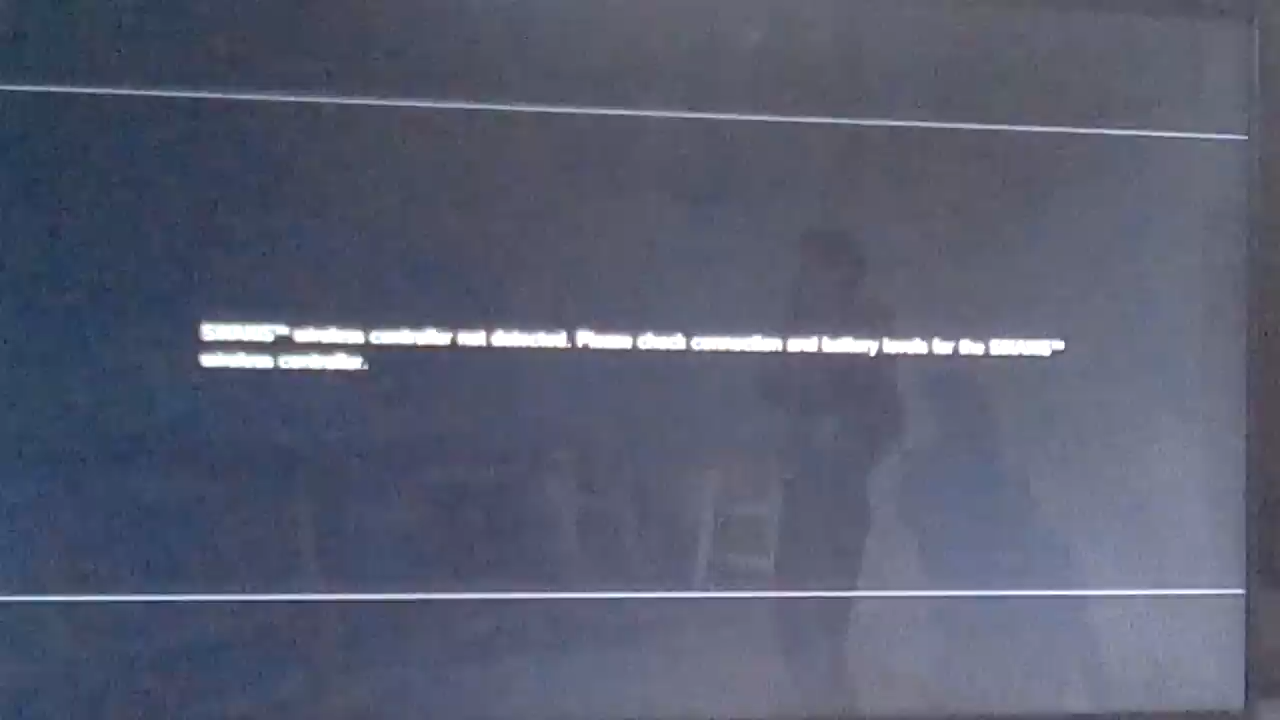 wireless controller not detected. Please check connection and battery levels for the
wireless controller.